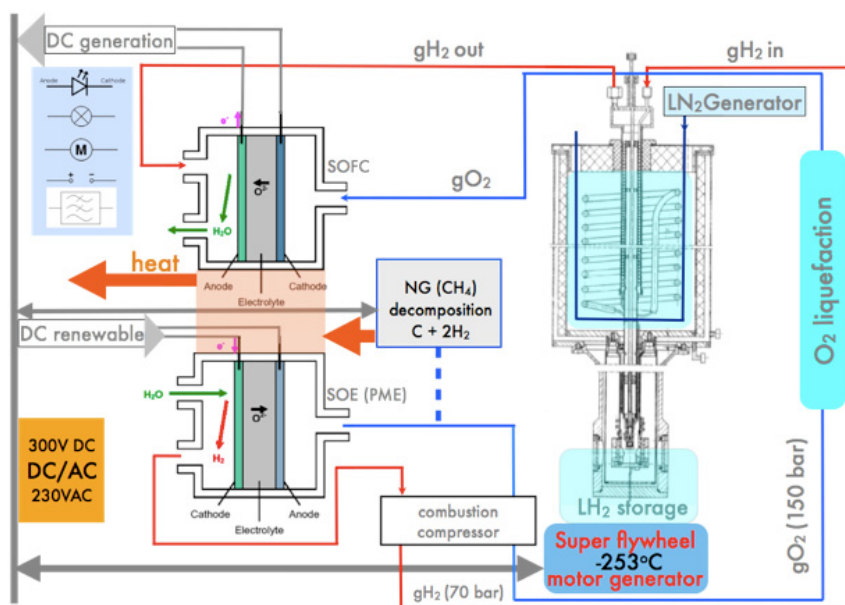 DC generation
gH2 out
gH2 in
Anode
Cathode
M
+ -
LN2Generator
e-
SOFC
O2-
H2O
gO2
Anode
Cathode
Electrolyte
heat
NG (CH4)
decomposition
C + 2H2
O2 liquefaction
DC renewable
e-
H2O
SOE (PME)
O2-
H2
300V DC
DC/AC
230VAC
Cathode
Anode
Electrolyte
combustion
compressor
LH2 storage
Super flywheel
-253°C
motor generator
gH2 (70 bar)
gO2 (150 bar)